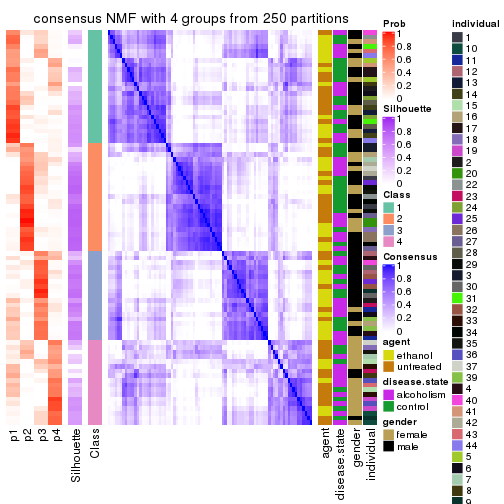 consensus NMF with 4 groups from 250 partitions
p1
p2
p3
p4
Silhouette
Class
agent
disease.state
gender
individual
Prob
1
0.8
0.6
0.4
0.2
0
Silhouette
1
0.8
0.6
0.4
0.2
0
Class
1
2
3
4
Consensus
1
0.8
0.6
0.4
0.2
0
agent
ethanol
untreated
disease.state
alcoholism
control
gender
female
male
individual
1
10
11
12
13
14
15
16
17
18
19
2
20
22
23
24
25
26
27
28
29
3
30
31
32
33
34
35
36
37
39
4
40
41
42
43
44
5
6
7
8
9